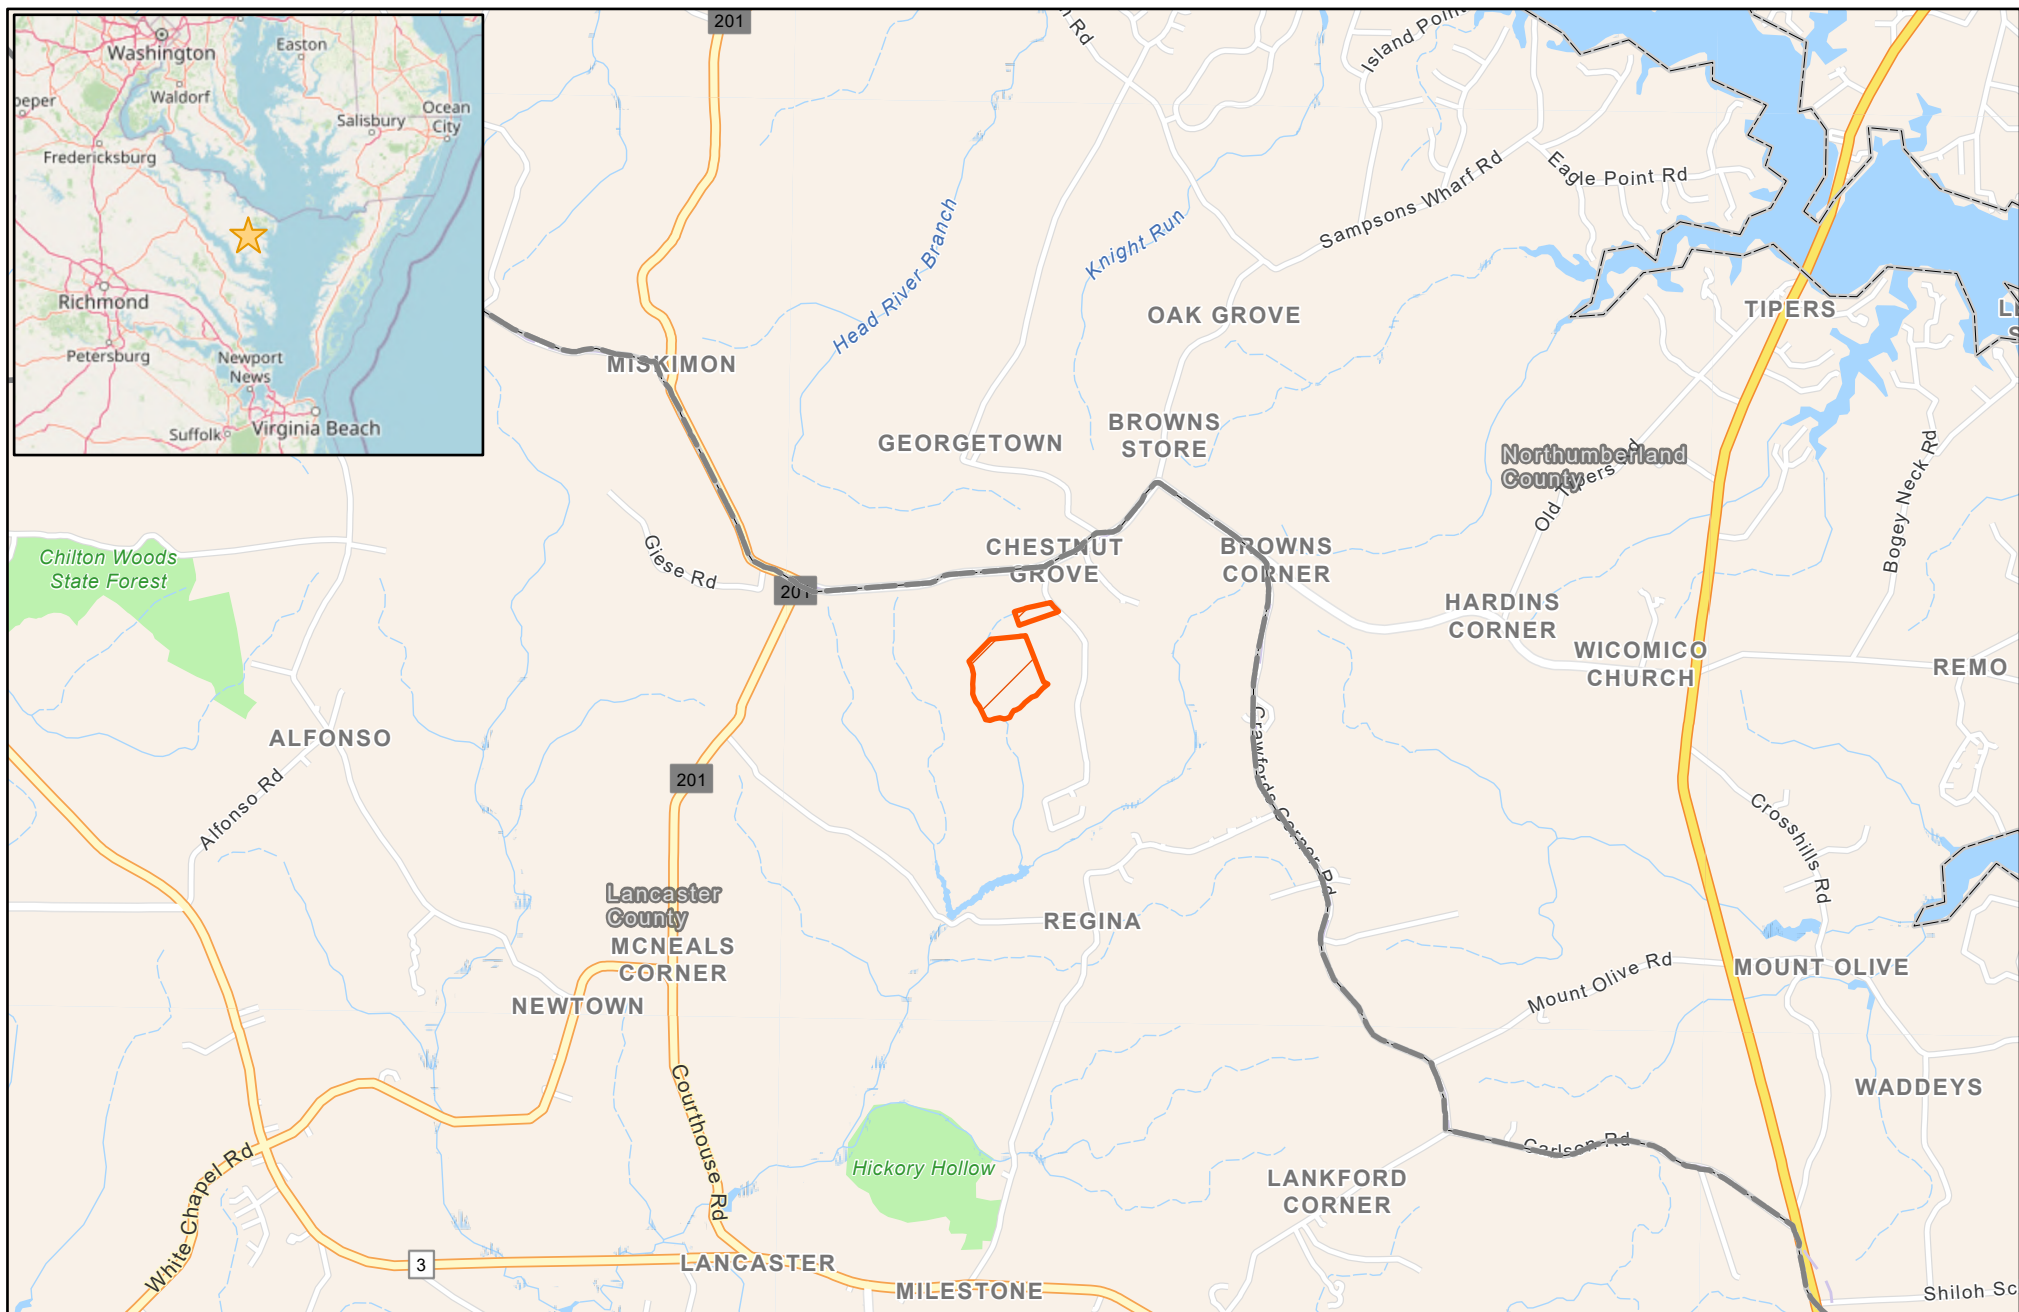 Washington
Easton
Waldorf
Ocean
City
Salisbury
Fredericksburg
Richmond
Petersburg
Newport
News
Suffolk
Virginia Beach
201
Rd
Island Point
Eagle Point Rd
Sampsons Wharf Rd
Head River Branch
Knight Run
OAK GROVE
TIPERS
MISKIMON
BROWNS
STORE
GEORGETOWN
Northumberland
County
Old Tipers Rd
Bogey Neck Rd
Chilton Woods
State Forest
Giese Rd
CHESTNUT
GROVE
BROWNS
CORNER
201
HARDINS
CORNER
WICOMICO
CHURCH
REMO
ALFONSO
Alfonso Rd
201
Crawfords Corner Rd
Crosshills Rd
Lancaster
County
MCNEALS
CORNER
REGINA
NEWTOWN
Mount Olive Rd
MOUNT OLIVE
WADDEYS
Courthouse Rd
White Chapel Rd
Hickory Hollow
Carlson Rd
LANKFORD
CORNER
3
LANCASTER
MILESTONE
Shiloh Sc